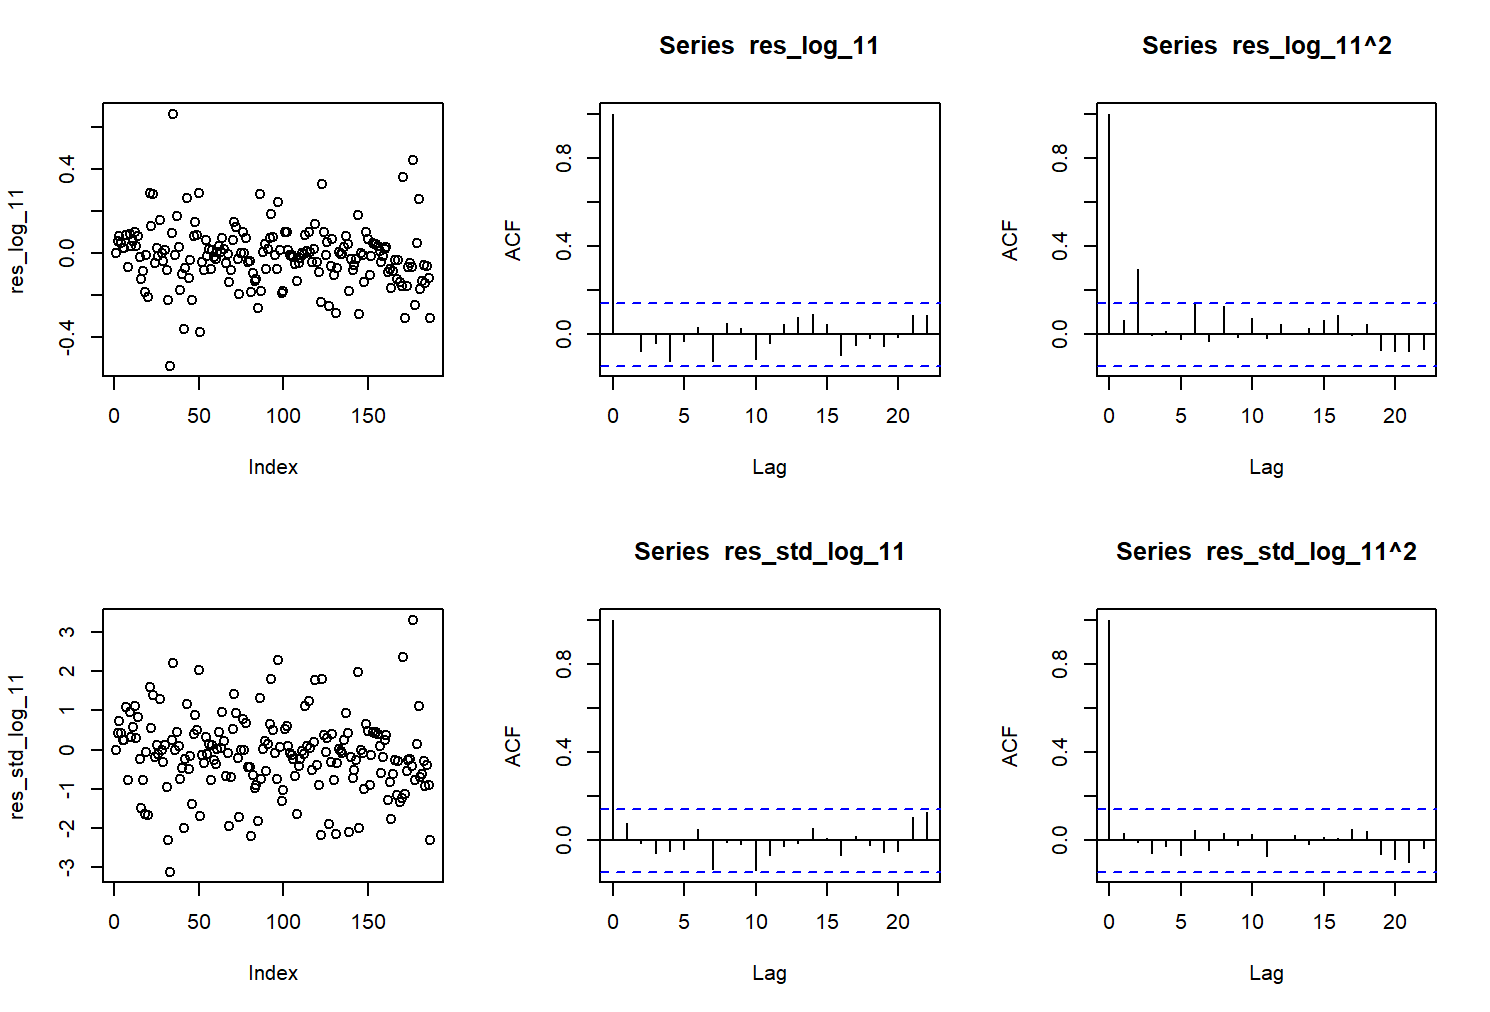 Series res_log_11
Series res_log_11^2
res_log_11
-0.4 0.0 0.4
0 50 100 150
Index
ACF
0.0 0.4 0.8
0 5 10 15 20
Lag
ACF
0.0 0.4 0.8
0 5 10 15 20
Lag
Series res_std_log_11
Series res_std_log_11^2
res_std_log_11
-3 -2 -1 0 1 2 3
0 50 100 150
Index
ACF
0.0 0.4 0.8
0 5 10 15 20
Lag
ACF
0.0 0.4 0.8
0 5 10 15 20
Lag